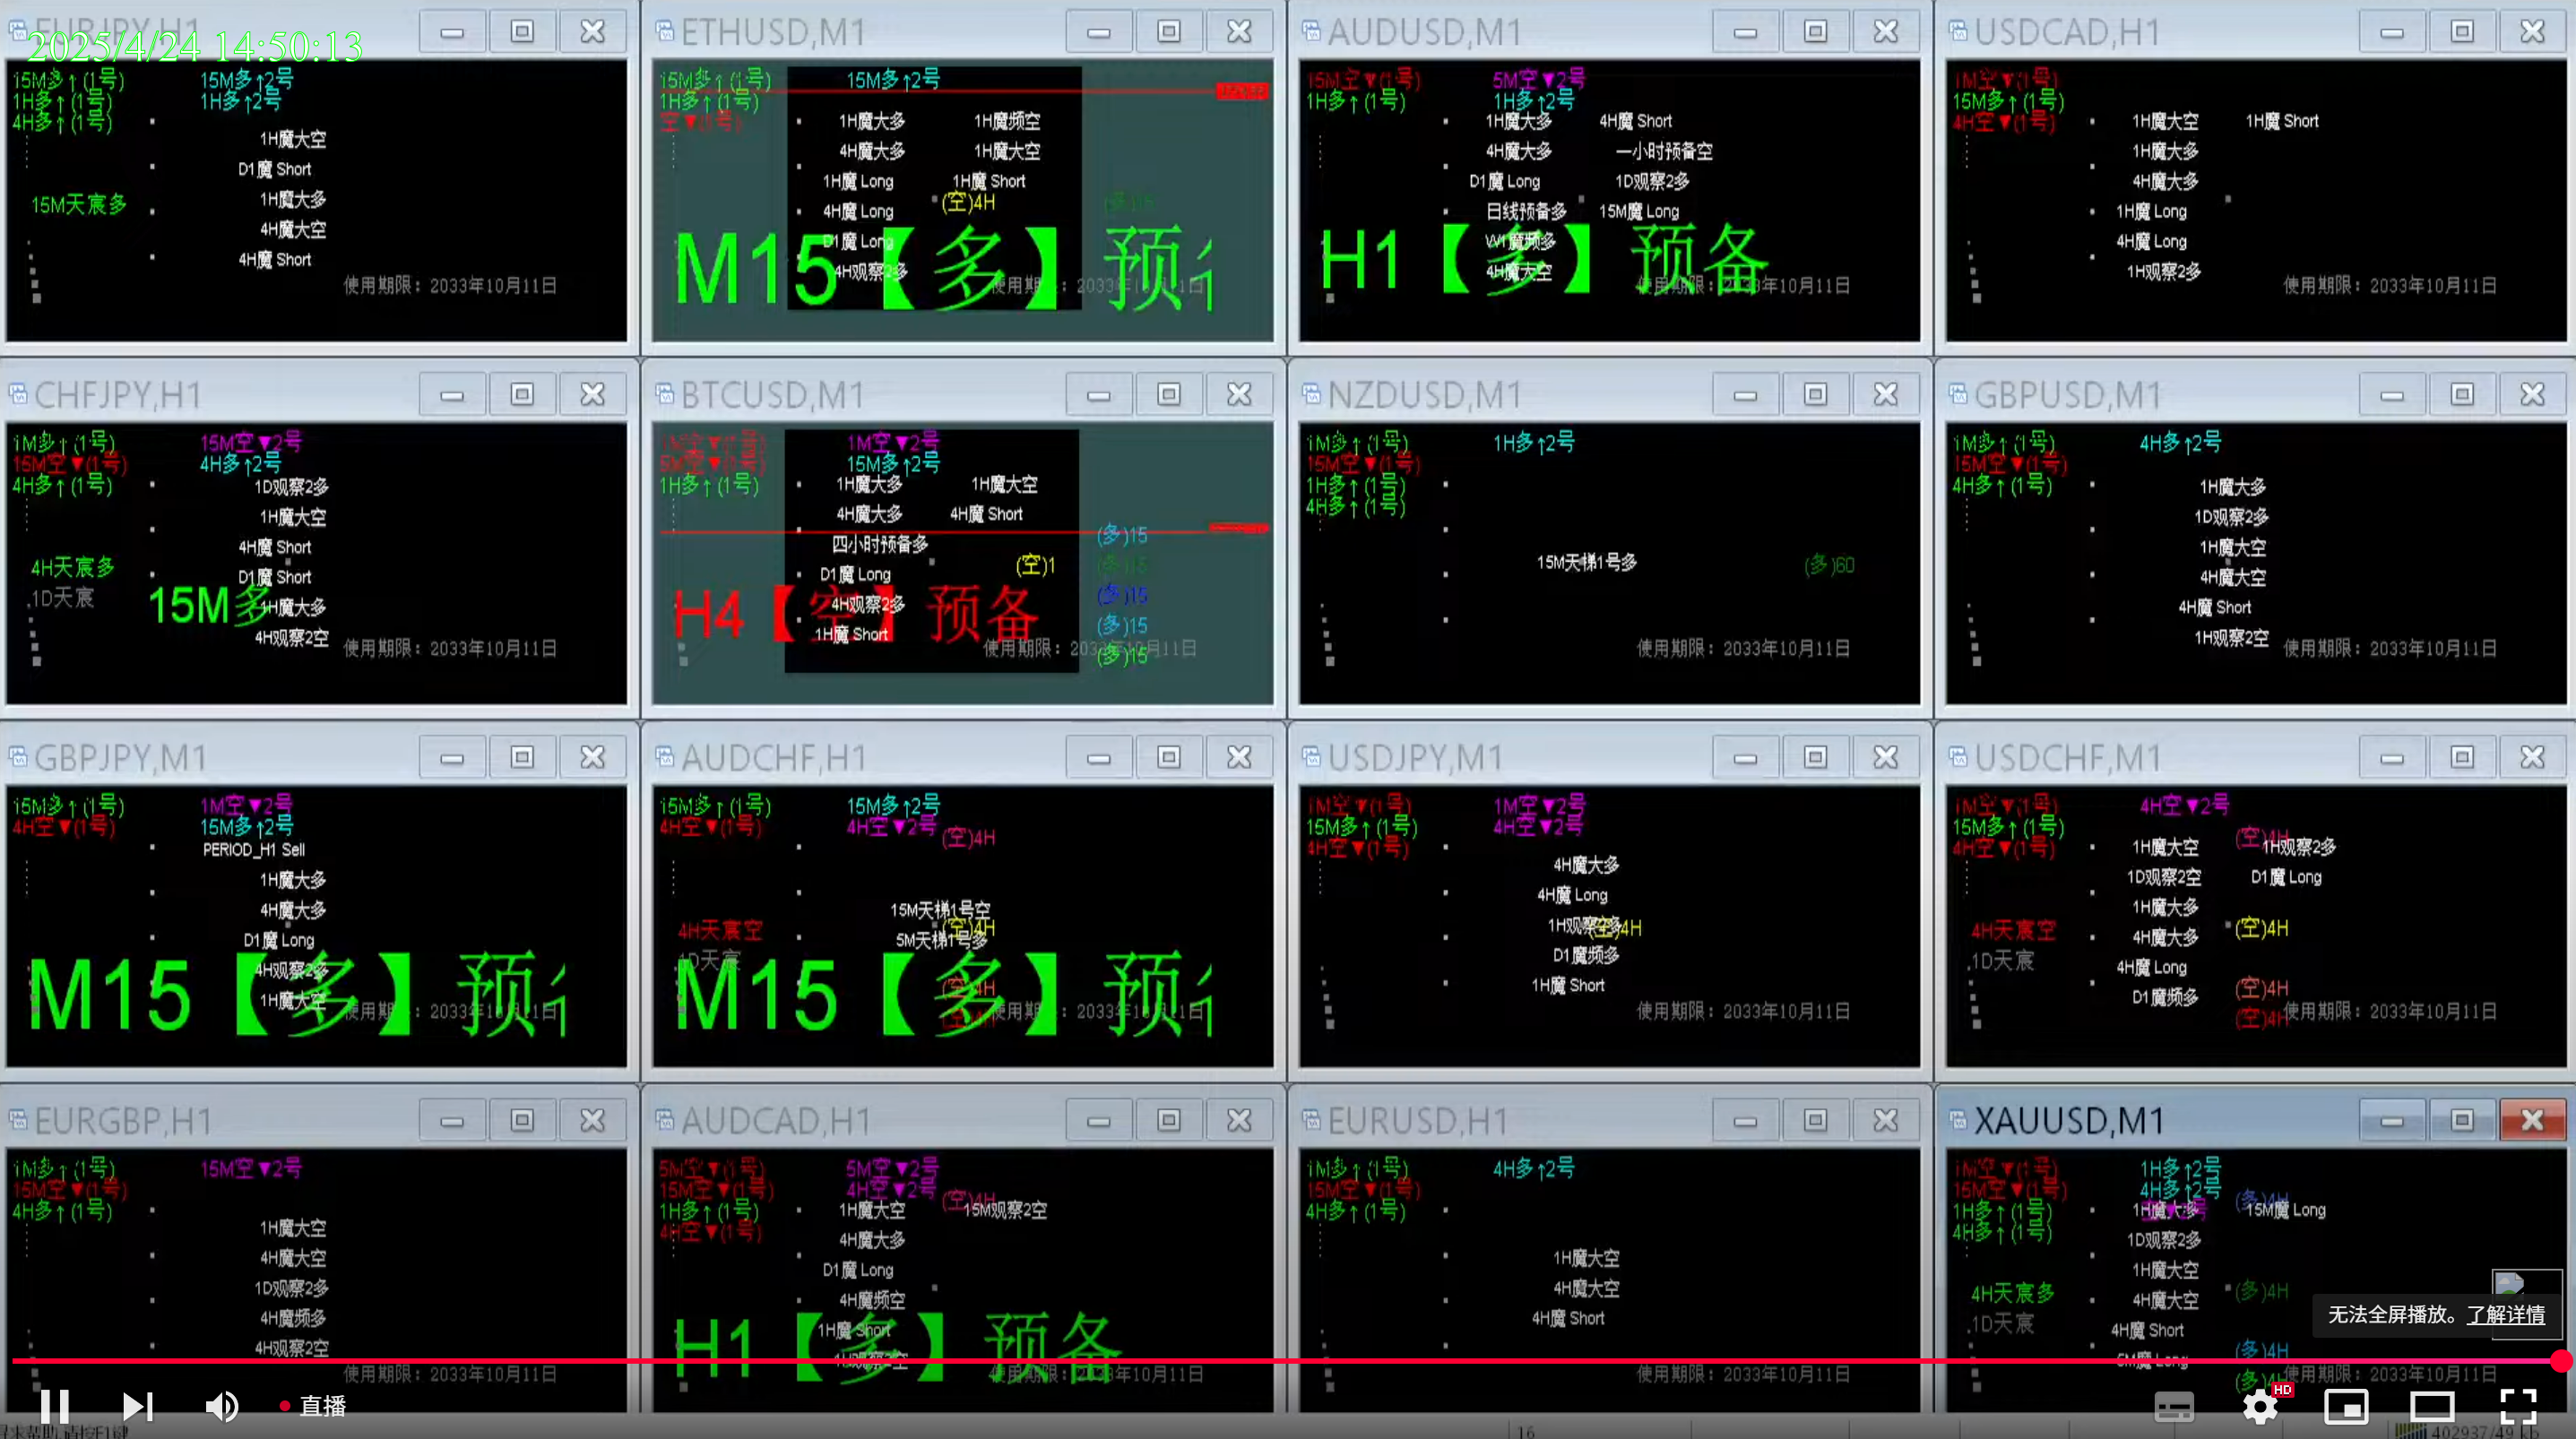 EURJPY,H1
2025/4/24 14:50:13
15M多↑(1号) 15M多↑2号
1H多↑(1号) 1H多↑2号
4H多↑(1号)
1H魔大空
D1魔 Short
1H魔大多
15M天宸多
4H魔大空
4H魔 Short
使用期限：2033年10月11日
ETHUSD,M1
15M多↑(1号) 15M多↑2号
1H多↑(1号)
空▼(1号)
1H魔大多 1H魔频空
4H魔大多 1H魔大空
1H魔 Long 1H魔 Short
(空)4H
(多)15
4H魔 Long
D1魔 Long
4H观察2多
M15【多】预
AUDUSD,M1
15M空▼(1号) 5M空▼2号
1H多↑(1号) 1H多↑2号
1H魔大多 4H魔 Short
4H魔大多 一小时预备空
D1魔 Long 1D观察2多
日线预备多 15M魔 Long
W1魔频多
4H魔大空
H1【多】预备
使用期限：2033年10月11日
USDCAD,H1
1M空▼(1号)
15M多↑(1号)
4H空▼(1号)
1H魔大空 1H魔 Short
1H魔大多
4H魔大多
1H魔 Long
4H魔 Long
1H观察2多
使用期限：2033年10月11日
CHFJPY,H1
1M多↑(1号) 15M空▼2号
15M空▼(1号) 4H多↑2号
4H多↑(1号)
1D观察2多
1H魔大空
4H魔 Short
4H天宸多
D1魔 Short
1D天宸
15M多
1H魔大多
4H观察2空
使用期限：2033年10月11日
BTCUSD,M1
1M空▼(1号) 1M空▼2号
5M空▼(1号) 15M多↑2号
1H多↑(1号)
1H魔大多 1H魔大空
4H魔大多 4H魔 Short
(多)15
四小时预备多
(空)1
(多)15
D1魔 Long
(多)15
4H观察2多
(多)15
1H魔 Short
(多)15
H4【空】预备
使用期限：2033年10月11日
NZDUSD,M1
1M多↑(1号) 1H多↑2号
15M空▼(1号)
1H多↑(1号)
4H多↑(1号)
15M天梯1号多 (多)60
使用期限：2033年10月11日
GBPUSD,M1
1M多↑(1号) 4H多↑2号
15M空▼(1号)
4H多↑(1号)
1H魔大多
1D观察2多
1H魔大空
4H魔大空
4H魔 Short
1H观察2空
使用期限：2033年10月11日
GBPJPY,M1
15M多↑(1号) 1M空▼2号
4H空▼(1号) 15M多↑2号
PERIOD_H1 Sell
1H魔大多
4H魔大多
D1魔 Long
4H观察2多
1H魔大空
M15【多】预
AUDCHF,H1
15M多↑(1号) 15M多↑2号
4H空▼(1号) 4H空▼2号
(空)4H
15M天梯1号空
4H天宸空
(空)4H
5M天梯1号多
1D天宸
(空)4H
(空)4H
M15【多】预
USDJPY,M1
1M空▼(1号) 1M空▼2号
15M多↑(1号) 4H空▼2号
4H空▼(1号)
4H魔大多
4H魔 Long
1H观察2多
(空)4H
D1魔频多
1H魔 Short
使用期限：2033年10月11日
USDCHF,M1
1M空▼(1号) 4H空▼2号
15M多↑(1号)
4H空▼(1号)
(空)4H
1H魔大空 1H观察2多
1D观察2空 D1魔 Long
1H魔大多
4H天宸空
4H魔大多
(空)4H
1D天宸
4H魔 Long
D1魔频多
(空)4H
(空)4H
使用期限：2033年10月11日
EURGBP,H1
1M多↑(1号) 15M空▼2号
15M空▼(1号)
4H多↑(1号)
1H魔大空
4H魔大空
1D观察2多
4H魔频多
4H观察2空
使用期限：2033年10月11日
AUDCAD,H1
5M空▼(1号) 5M空▼2号
15M空▼(1号) 4H空▼2号
1H多↑(1号)
4H空▼(1号)
(空)4H
1H魔大空 15M观察2空
4H魔大多
D1魔 Long
4H魔频空
1H魔 Short
H1【多】预备
使用期限：2033年10月11日
EURUSD,H1
1M多↑(1号) 4H多↑2号
15M空▼(1号)
4H多↑(1号)
1H魔大空
4H魔大空
4H魔 Short
使用期限：2033年10月11日
XAUUSD,M1
1M空▼(1号) 1H多↑2号
15M空▼(1号) 4H多↑2号
1H多↑(1号)
4H多↑(1号)
(多)4H
1H魔大多 15M魔 Long
1D观察2多
1H魔大空
4H天宸多
4H魔大空
(多)4H
1D天宸
4H魔 Short
(多)4H
5M魔 Long
(多)4H
使用期限：2033年10月11日
无法全屏播放。了解详情
直播
HD
16
402937/49 kb